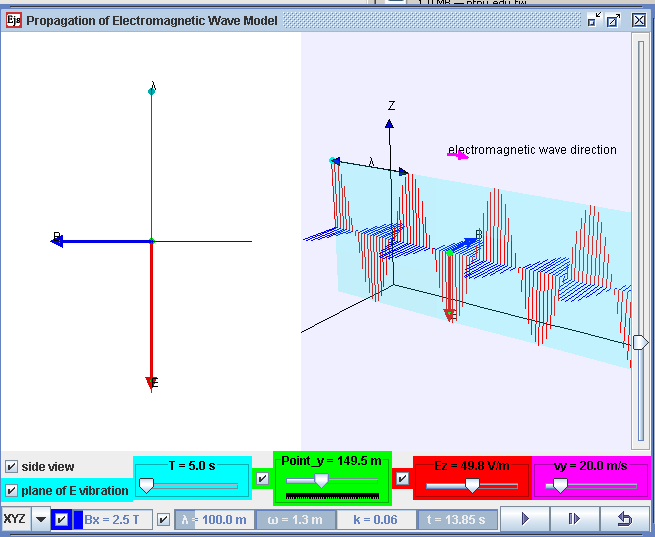 Ejs Propagation of Electromagnetic Wave Model
λ
B
E
Z
electromagnetic wave direction
λ
B
E
side view
plane of E vibration
T = 5.0 s
Point_y = 149.5 m
Ez = 49.8 V/m
vy = 20.0 m/s
XYZ
Bx = 2.5 T
λ = 100.0 m
ω = 1.3 m
k = 0.06
t = 13.85 s